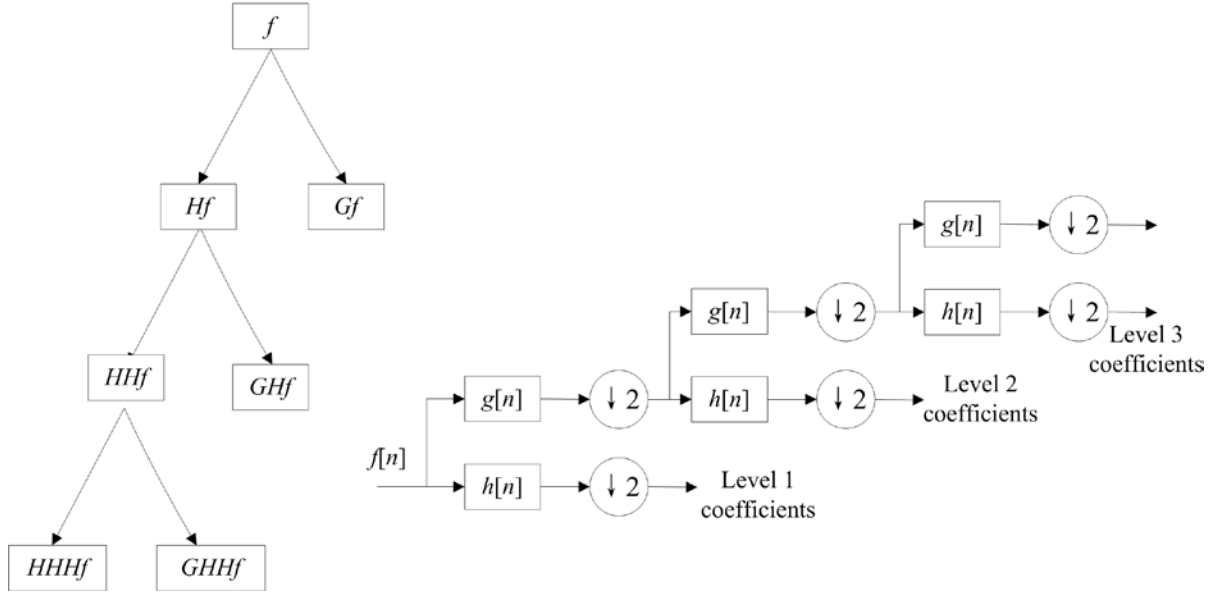 f
Hf
Gf
HHf
GHf
HHHf
GHHf
g[n]
↓ 2
g[n]
↓ 2
h[n]
↓ 2
Level 3
coefficients
g[n]
↓ 2
h[n]
↓ 2
Level 2
coefficients
f[n]
h[n]
↓ 2
Level 1
coefficients